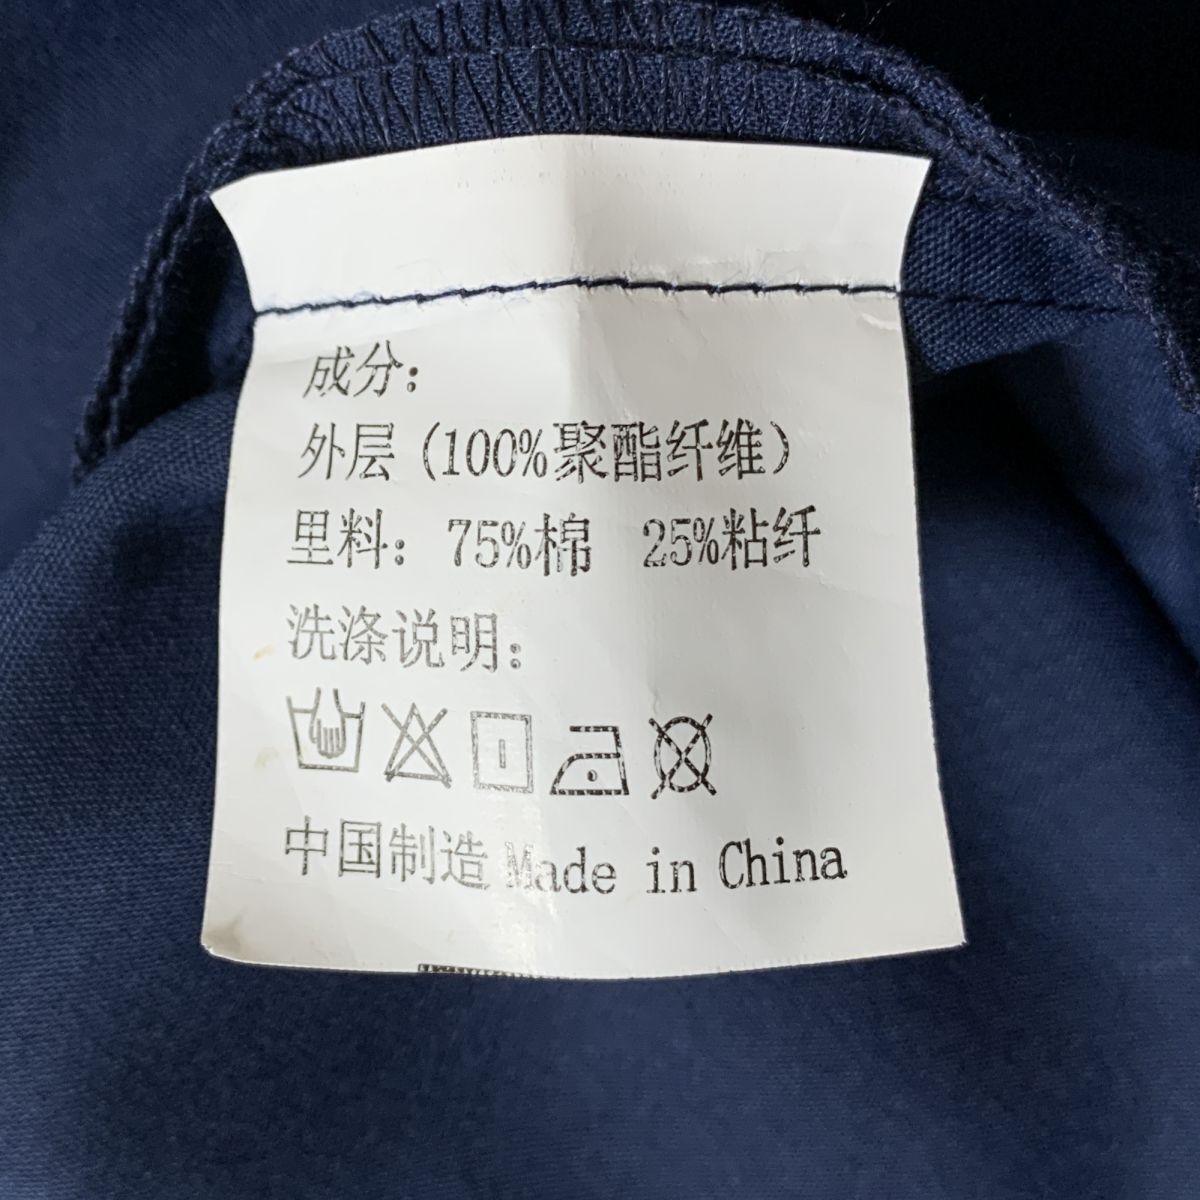 成分：
外层（100%聚酯纤维）
里料：75%棉 25%粘纤
洗涤说明：
中国制造 Made in China